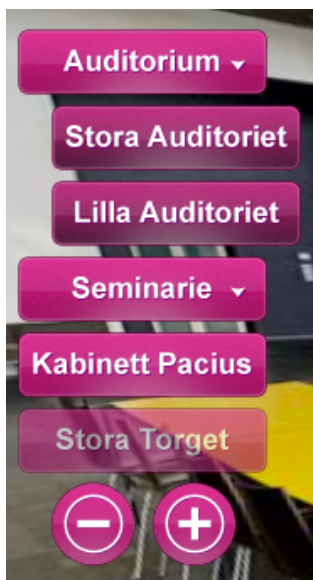 Auditorium
Stora Auditoriet
Lilla Auditoriet
Seminarie
Kabinett Pacius
Stora Torget